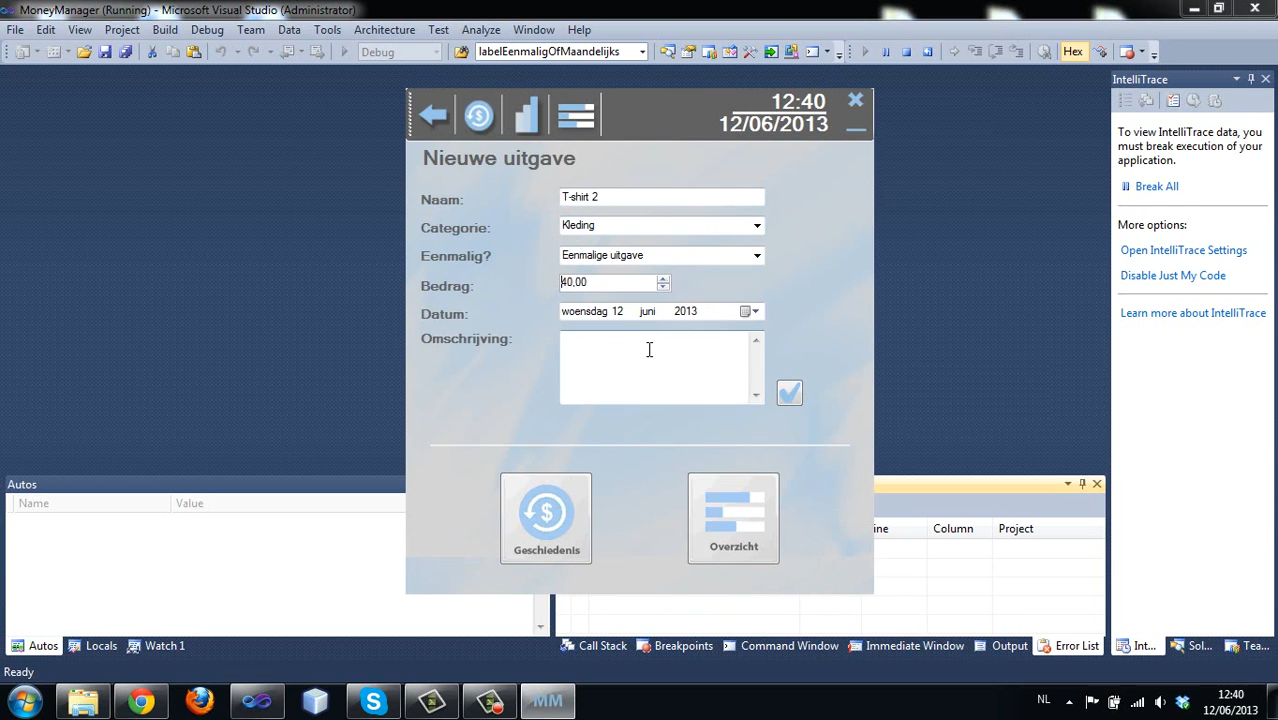 MoneyManager (Running) - Microsoft Visual Studio (Administrator)
File Edit View Project Build Debug Team Data Tools Architecture Test Analyze Window Help
Debug labelEenmaligOfMaandelijks Hex
IntelliTrace
To view IntelliTrace data, you
must break execution of your
application.
Break All
More options:
Open IntelliTrace Settings
Disable Just My Code
Learn more about IntelliTrace
12:40
12/06/2013
Nieuwe uitgave
Naam: T-shirt 2
Categorie: Kleding
Eenmalig? Eenmalige uitgave
Bedrag: 40,00
Datum: woensdag 12 juni 2013
Omschrijving:
$
Geschiedenis
Overzicht
Autos
Name Value
Column Project
Autos Locals Watch 1
Call Stack Breakpoints Command Window Immediate Window Output Error List
Int... Sol... Tea...
Ready
MM
NL
12:40
12/06/2013